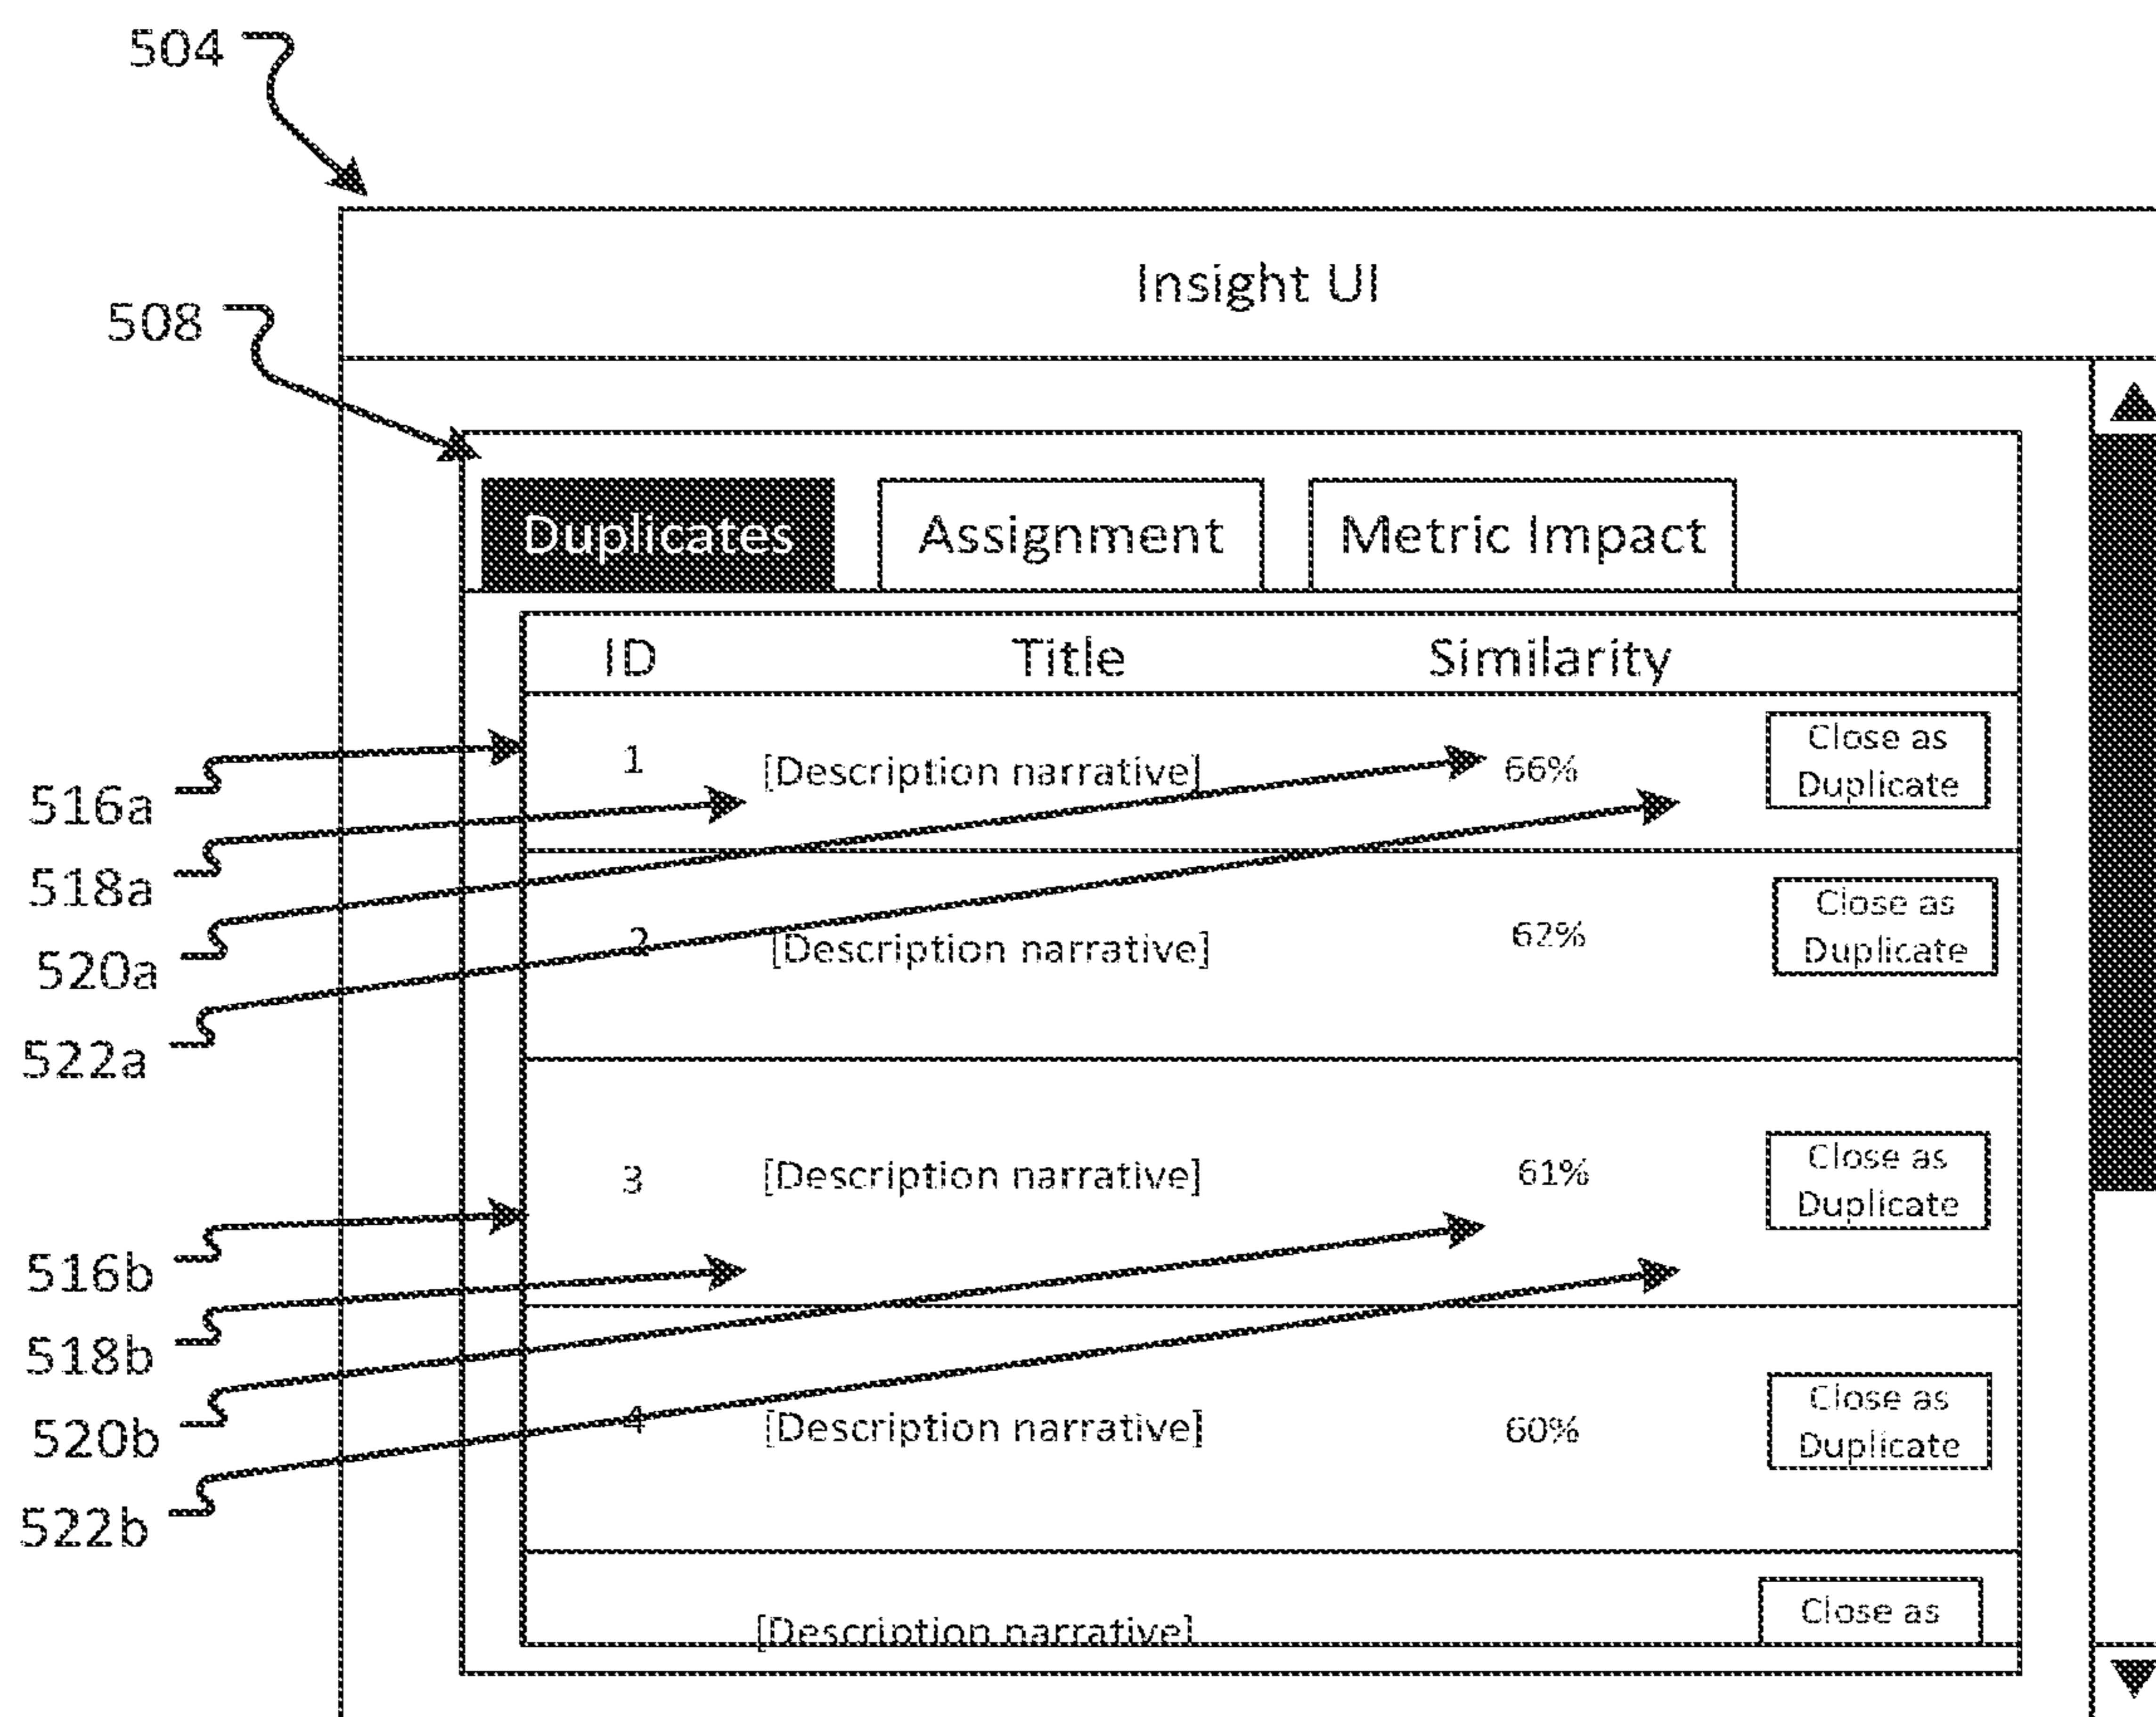 504
Insight UI
508
Duplicates Assignment Metric Impact
ID Title Similarity
1 [Description narrative] 66% Close as
Duplicate
516a
518a
2 [Description narrative] 62% Close as
Duplicate
520a
522a
3 [Description narrative] 61% Close as
Duplicate
516b
518b
4 [Description narrative] 60% Close as
Duplicate
520b
522b
[Description narrative] Close as